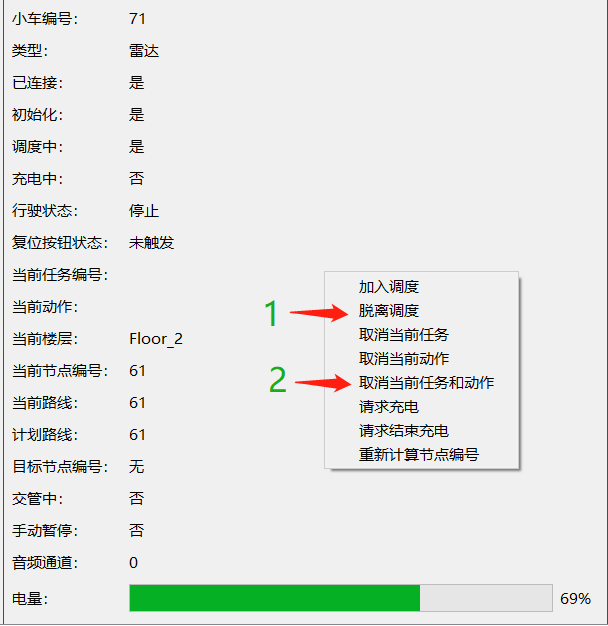 小车编号： 71
类型： 雷达
已连接： 是
初始化： 是
调度中： 是
充电中： 否
行驶状态： 停止
复位按钮状态： 未触发
当前任务编号：
当前动作：
当前楼层： Floor_2
当前节点编号： 61
当前路线： 61
计划路线： 61
目标节点编号： 无
交管中： 否
手动暂停： 否
音频通道： 0
电量： 69%
加入调度
1 脱离调度
取消当前任务
取消当前动作
2 取消当前任务和动作
请求充电
请求结束充电
重新计算节点编号